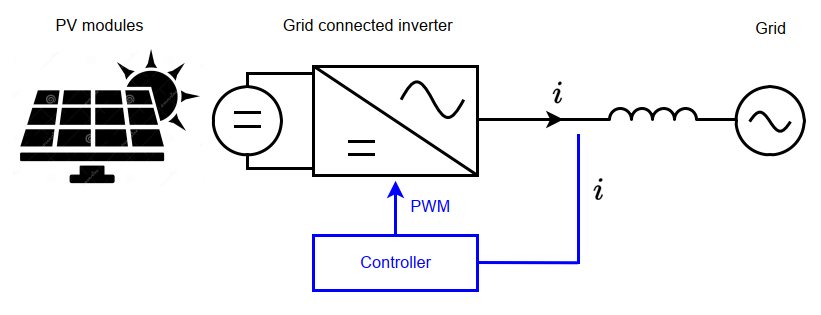 PV modules
Grid connected inverter
Grid
i
i
PWM
Controller